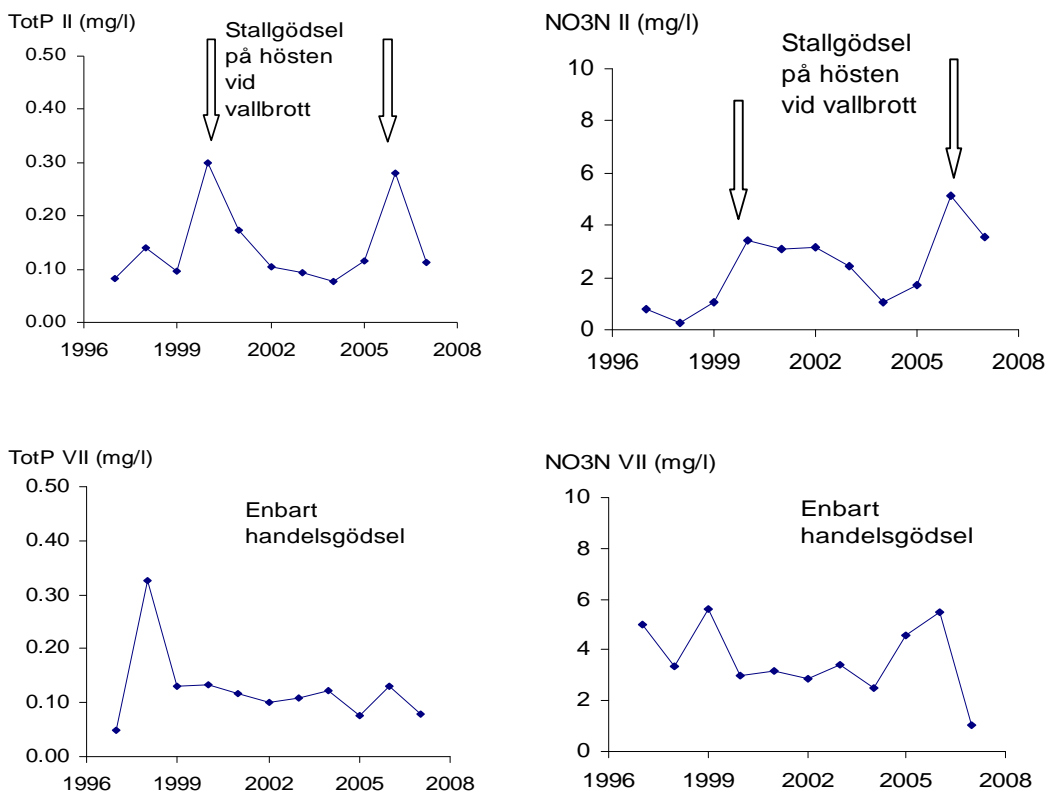 TotP II (mg/l)
Stallgödsel
på hösten
vid
vallbrott
0.50
0.40
0.30
0.20
0.10
0.00
1996 1999 2002 2005 2008
NO3N II (mg/l)
Stallgödsel
på hösten
vid vallbrott
10
8
6
4
2
0
1996 1999 2002 2005 2008
TotP VII (mg/l)
Enbart
handelsgödsel
0.50
0.40
0.30
0.20
0.10
0.00
1996 1999 2002 2005 2008
NO3N VII (mg/l)
Enbart
handelsgödsel
10
8
6
4
2
0
1996 1999 2002 2005 2008